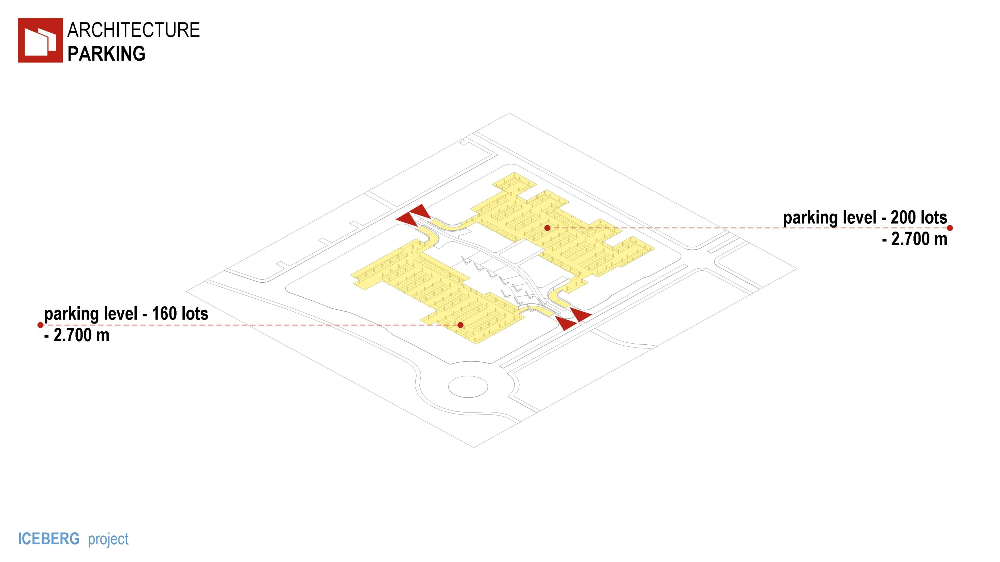 ARCHITECTURE
PARKING
parking level - 200 lots
- 2.700 m
parking level - 160 lots
- 2.700 m
ICEBERG project